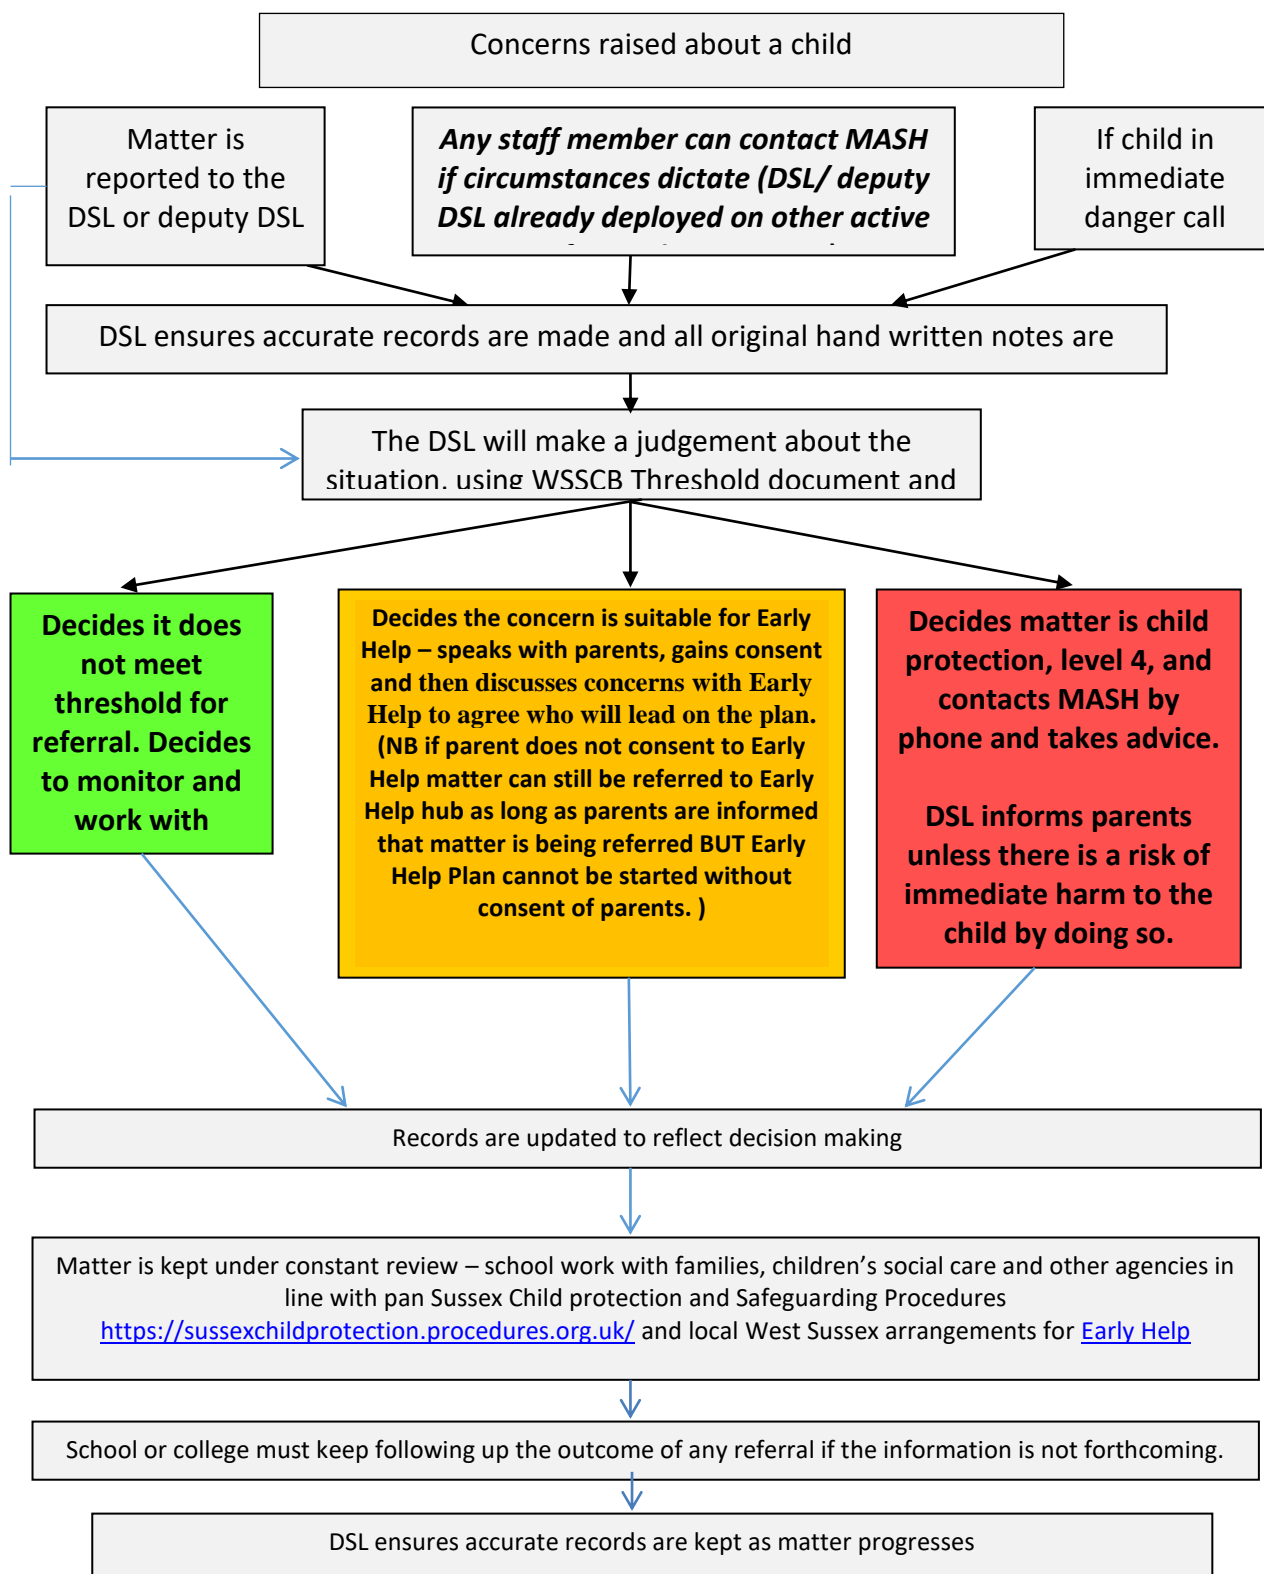 Concerns raised about a child
Matter is
reported to the
DSL or deputy DSL
Any staff member can contact MASH
if circumstances dictate (DSL/ deputy
DSL already deployed on other active
If child in
immediate
danger call
DSL ensures accurate records are made and all original hand written notes are
The DSL will make a judgement about the
situation, using WSSCB Threshold document and
Decides it does
not meet
threshold for
referral. Decides
to monitor and
work with
Decides the concern is suitable for Early
Help – speaks with parents, gains consent
and then discusses concerns with Early
Help to agree who will lead on the plan.
(NB if parent does not consent to Early
Help matter can still be referred to Early
Help hub as long as parents are informed
that matter is being referred BUT Early
Help Plan cannot be started without
consent of parents. )
Decides matter is child
protection, level 4, and
contacts MASH by
phone and takes advice.
DSL informs parents
unless there is a risk of
immediate harm to the
child by doing so.
Records are updated to reflect decision making
Matter is kept under constant review – school work with families, children’s social care and other agencies in
line with pan Sussex Child protection and Safeguarding Procedures
https://sussexchildprotection.procedures.org.uk/ and local West Sussex arrangements for Early Help
School or college must keep following up the outcome of any referral if the information is not forthcoming.
DSL ensures accurate records are kept as matter progresses